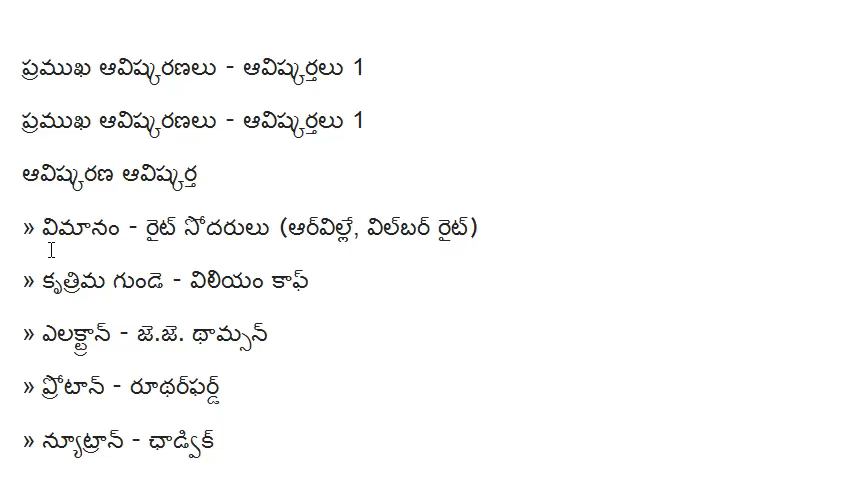 ప్రముఖ ఆవిష్కరణలు - ఆవిష్కర్తలు 1
ప్రముఖ ఆవిష్కరణలు - ఆవిష్కర్తలు 1
ఆవిష్కరణ ఆవిష్కర్త
» విమానం - రైట్ సోదరులు (ఆర్‌విల్లే, విల్‌బర్ రైట్)
» కృత్రిమ గుండె - విలియం కాఫ్
» ఎలక్ట్రాన్ - జె.జె. థామ్సన్
» ప్రోటాన్ - రూథర్‌ఫర్డ్
» న్యూట్రాన్ - ఛాడ్విక్